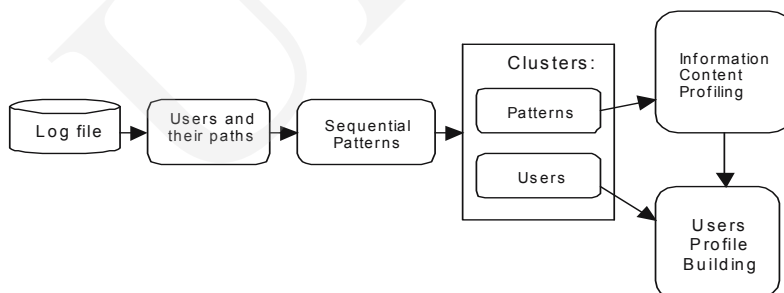 Log file
Users and
their paths
Sequential
Patterns
Clusters:
Patterns
Users
Information
Content
Profiling
Users
Profile
Building